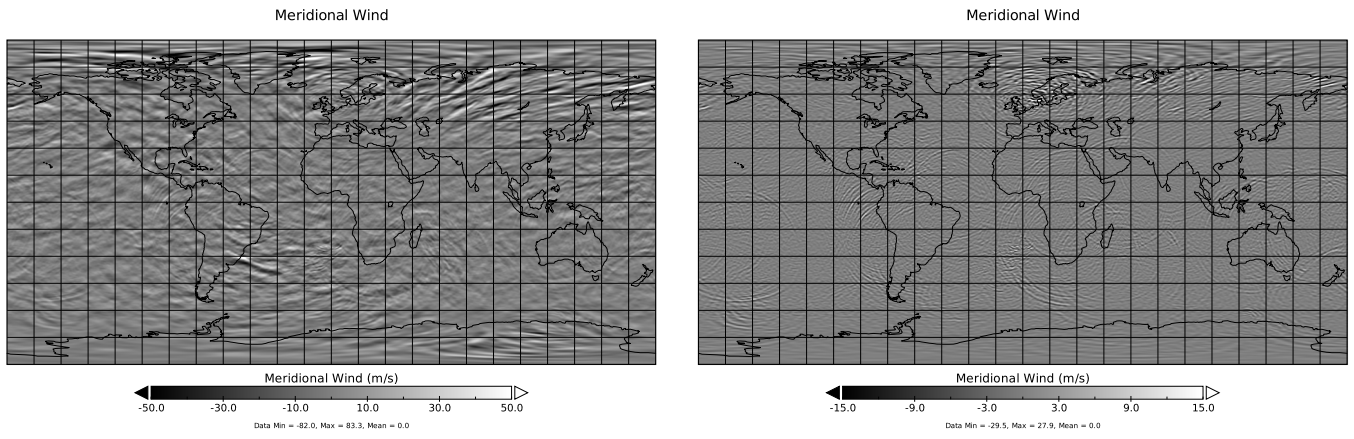 Meridional Wind
Meridional Wind (m/s)
-50.0 -30.0 -10.0 10.0 30.0 50.0
Data Min = -82.0, Max = 83.3, Mean = 0.0
Meridional Wind
Meridional Wind (m/s)
-15.0 -9.0 -3.0 3.0 9.0 15.0
Data Min = -29.5, Max = 27.9, Mean = 0.0